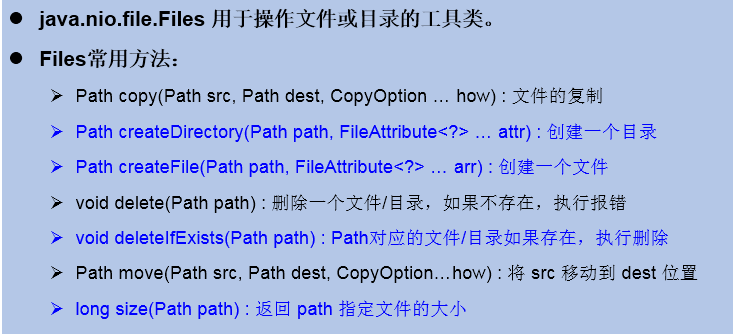 ● java.nio.file.Files 用于操作文件或目录的工具类。
● Files常用方法：
➢ Path copy(Path src, Path dest, CopyOption … how) : 文件的复制
➢ Path createDirectory(Path path, FileAttribute<?> … attr) : 创建一个目录
➢ Path createFile(Path path, FileAttribute<?> … arr) : 创建一个文件
➢ void delete(Path path) : 删除一个文件/目录，如果不存在，执行报错
➢ void deleteIfExists(Path path) : Path对应的文件/目录如果存在，执行删除
➢ Path move(Path src, Path dest, CopyOption…how) : 将 src 移动到 dest 位置
➢ long size(Path path) : 返回 path 指定文件的大小